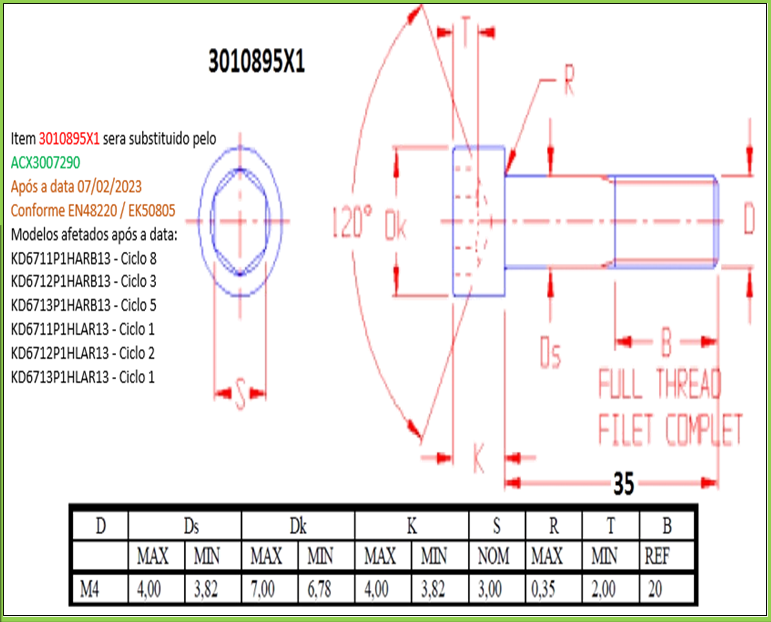 3010895X1
Item 3010895X1 sera substituido pelo
ACX3007290
Após a data 07/02/2023
Conforme EN48220 / EK50805
Modelos afetados após a data:
KD6711P1HARB13 - Ciclo 8
KD6712P1HARB13 - Ciclo 3
KD6713P1HARB13 - Ciclo 5
KD6711P1HLAR13 - Ciclo 1
KD6712P1HLAR13 - Ciclo 2
KD6713P1HLAR13 - Ciclo 1
S
T
R
120°
Dk
D
Ds
B
FULL THREAD
FILET COMPLET
K
35
D Ds Dk K S R T B
MAX MIN MAX MIN MAX MIN NOM MAX MIN REF
M4 4,00 3,82 7,00 6,78 4,00 3,82 3,00 0,35 2,00 20